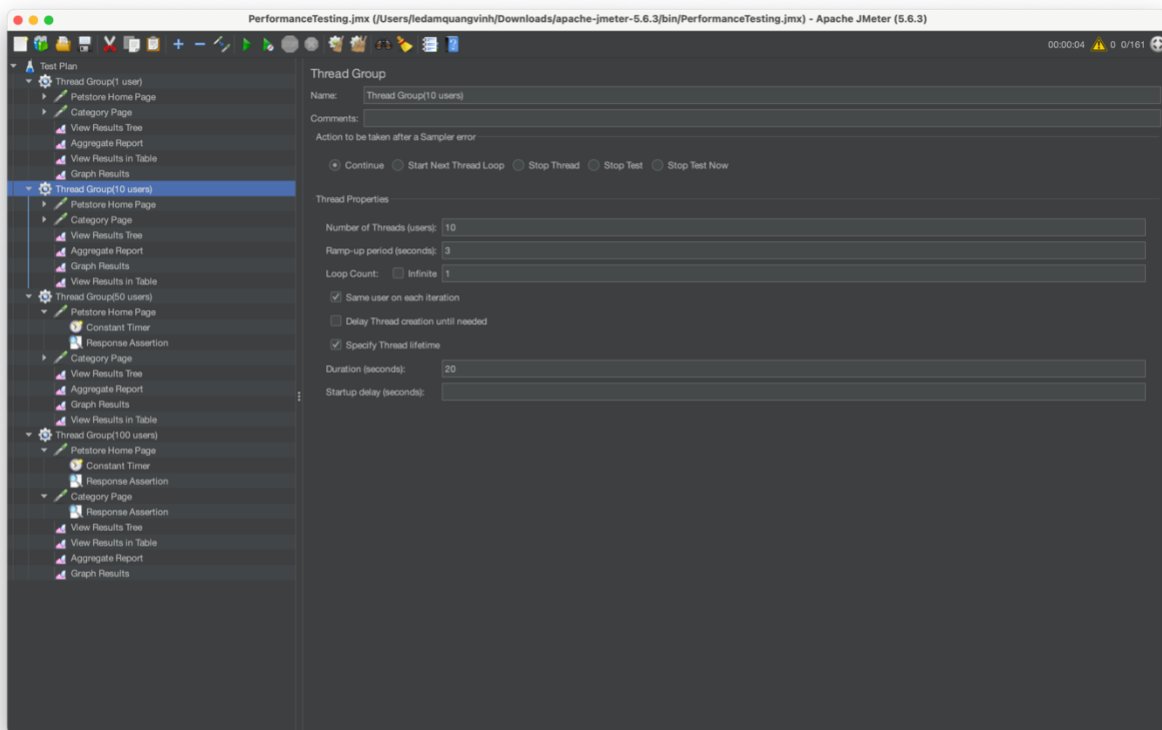 PerformanceTesting.jmx (/Users/ledamquangvinh/Downloads/apache-jmeter-5.6.3/bin/PerformanceTesting.jmx) - Apache JMeter (5.6.3)
00:00:04 0 0/161
Test Plan
Thread Group(1 user)
Petstore Home Page
Category Page
View Results Tree
Aggregate Report
View Results in Table
Graph Results
Thread Group(10 users)
Petstore Home Page
Category Page
View Results Tree
Aggregate Report
Graph Results
View Results in Table
Thread Group(50 users)
Petstore Home Page
Constant Timer
Response Assertion
Category Page
View Results Tree
Aggregate Report
Graph Results
View Results in Table
Thread Group(100 users)
Petstore Home Page
Constant Timer
Response Assertion
Category Page
Response Assertion
View Results Tree
View Results in Table
Aggregate Report
Graph Results
Thread Group
Name: Thread Group(10 users)
Comments:
Action to be taken after a Sampler error
Continue Start Next Thread Loop Stop Thread Stop Test Stop Test Now
Thread Properties
Number of Threads (users): 10
Ramp-up period (seconds): 3
Loop Count: Infinite 1
Same user on each iteration
Delay Thread creation until needed
Specify Thread lifetime
Duration (seconds): 20
Startup delay (seconds):